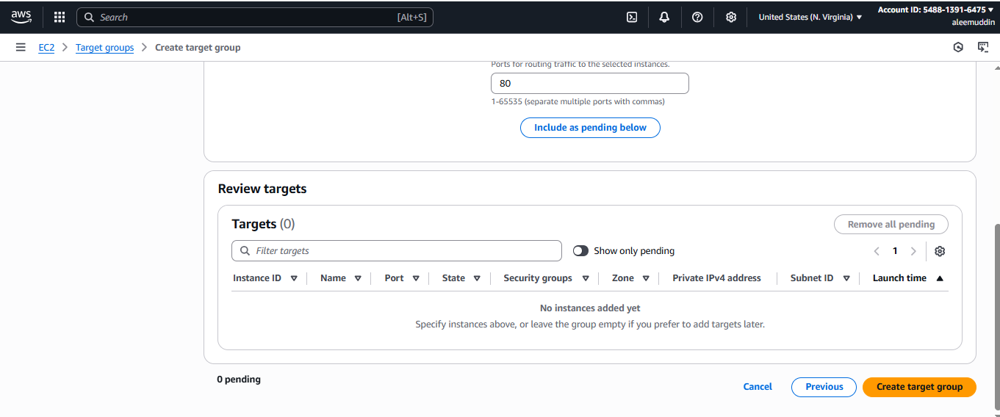 aws
Search [Alt+S]
United States (N. Virginia)
Account ID: 5488-1391-6475
aleemuddin
EC2 Target groups Create target group
Ports for routing traffic to the selected instances.
80
1-65535 (separate multiple ports with commas)
Include as pending below
Review targets
Targets (0)
Remove all pending
Filter targets
Show only pending
1
Instance ID Name Port State Security groups Zone Private IPv4 address Subnet ID Launch time
No instances added yet
Specify instances above, or leave the group empty if you prefer to add targets later.
0 pending
Cancel Previous Create target group